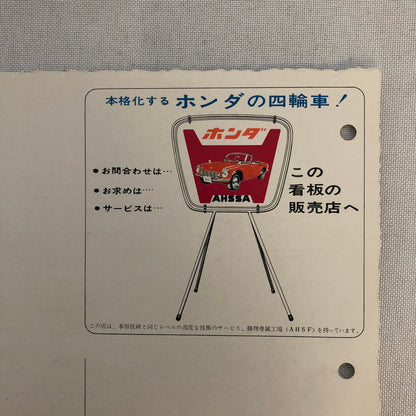 本格化する ホンダの四輪車！
ホンダ
AHSSA
● お問合わせは…
● お求めは‥‥
● サービスは…
この
看板の
販売店へ
この店は、本田技研と同じレベルの高度な技術のサービス、修理専属工場〈AHSF〉を持っています。